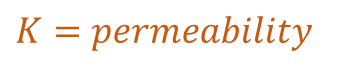 K = permeability